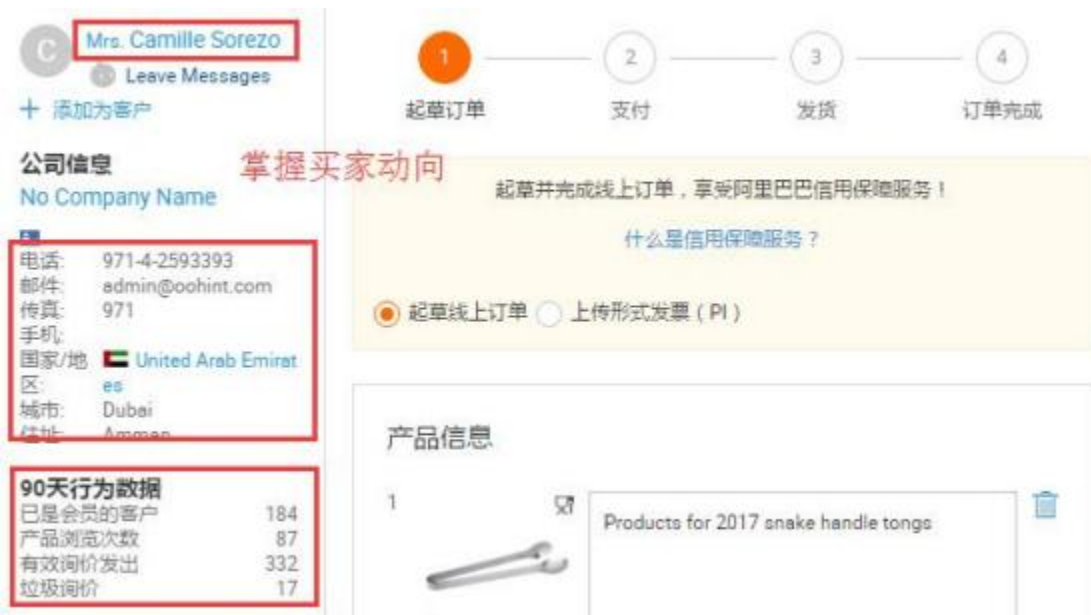 C
Mrs. Camille Sorezo
Leave Messages
+ 添加为客户
公司信息
No Company Name
电话: 971-4-2593393
邮件: admin@oohint.com
传真: 971
手机:
国家/地 United Arab Emirat
区: es
城市: Dubai
住址: Amman
90天行为数据
已是会员的客户 184
产品浏览次数 87
有效询价发出 332
垃圾询价 17
掌握买家动向
1 2 3 4
起草订单 支付 发货 订单完成
起草并完成线上订单，享受阿里巴巴信用保障服务！
什么是信用保障服务？
起草线上订单 上传形式发票（PI）
产品信息
1
Products for 2017 snake handle tongs